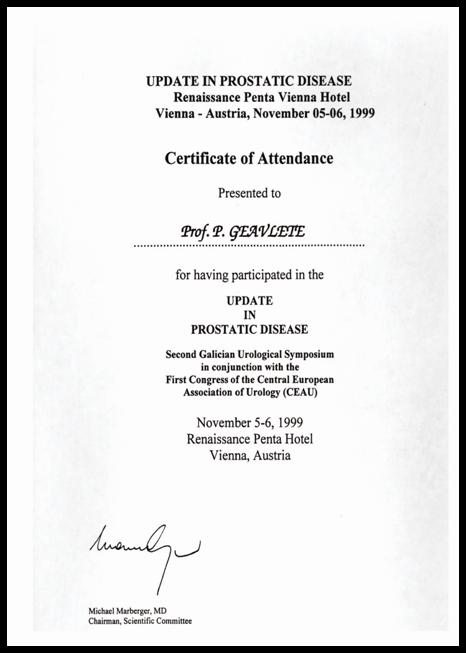 UPDATE IN PROSTATIC DISEASE
Renaissance Penta Vienna Hotel
Vienna - Austria, November 05-06, 1999
Certificate of Attendance
Presented to
Prof. P. GEAVLETE
for having participated in the
UPDATE
IN
PROSTATIC DISEASE
Second Galician Urological Symposium
in conjunction with the
First Congress of the Central European
Association of Urology (CEAU)
November 5-6, 1999
Renaissance Penta Hotel
Vienna, Austria
Michael Marberger, MD
Chairman, Scientific Committee